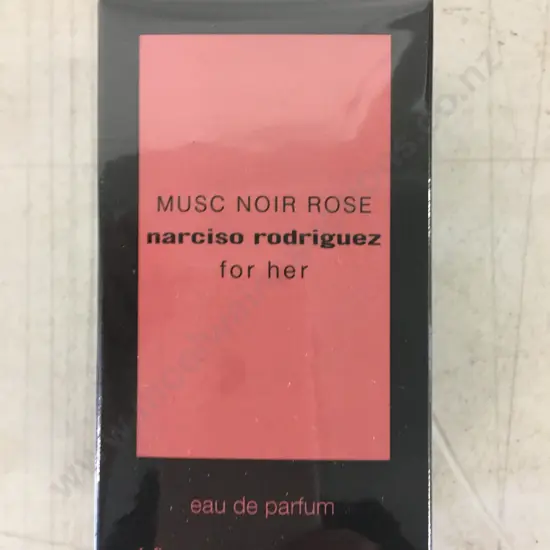 MUSC NOIR ROSE
narciso rodriguez
for her
eau de parfum